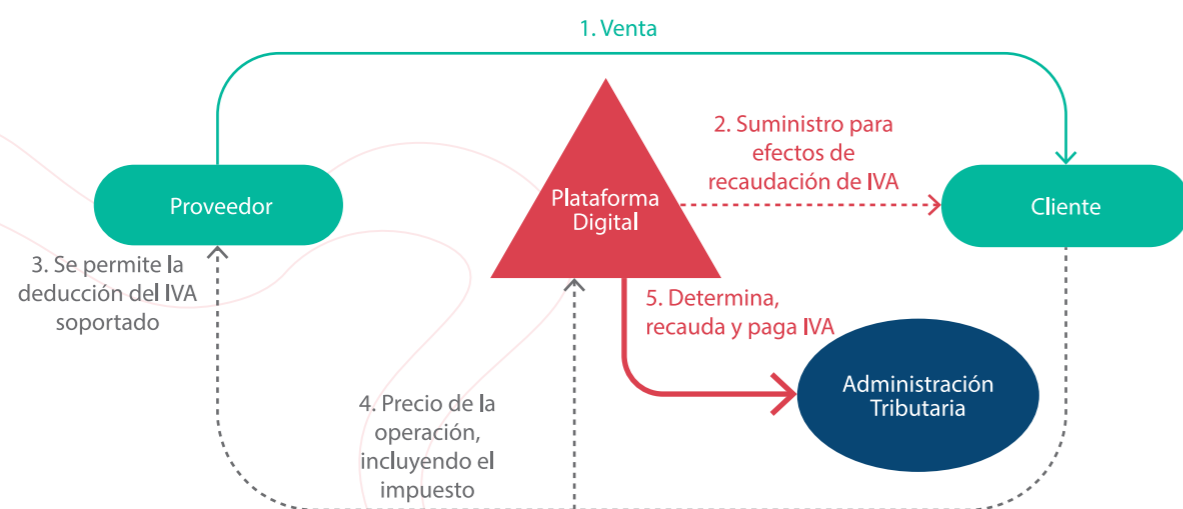 1. Venta
2. Suministro para
efectos de
recaudación de IVA
Proveedor
Plataforma
Digital
Cliente
3. Se permite la
deducción del IVA
soportado
5. Determina,
recauda y paga IVA
4. Precio de la
operación,
incluyendo el
impuesto
Administración
Tributaria